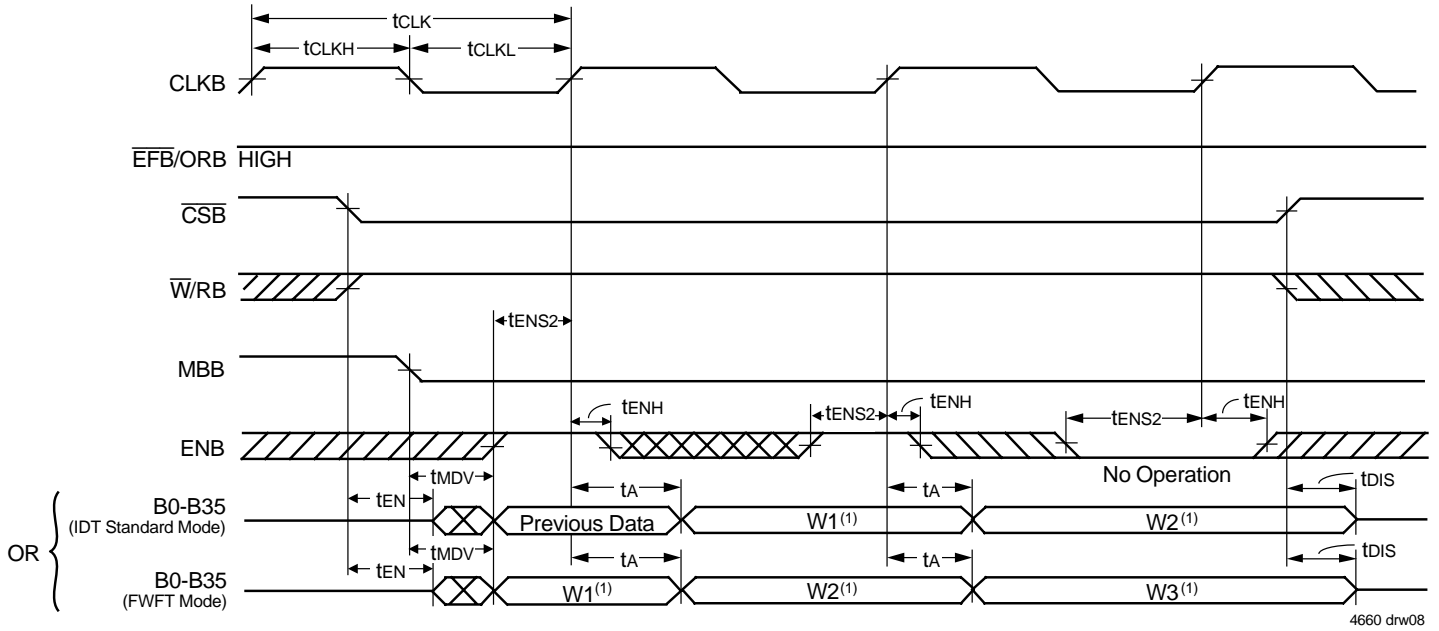 tCLK
tCLKH tCLKL
CLKB
EFB/ORB HIGH
CSB
W/RB
tENS2
MBB
tENH tENS2 tENH tENS2 tENH
ENB
No Operation
tMDV
tEN
tA tA tDIS
B0-B35
(IDT Standard Mode)
Previous Data W1(1) W2(1)
OR
tMDV
tEN
tA tA tDIS
B0-B35
(FWFT Mode)
W1(1) W2(1) W3(1)
4660 drw08